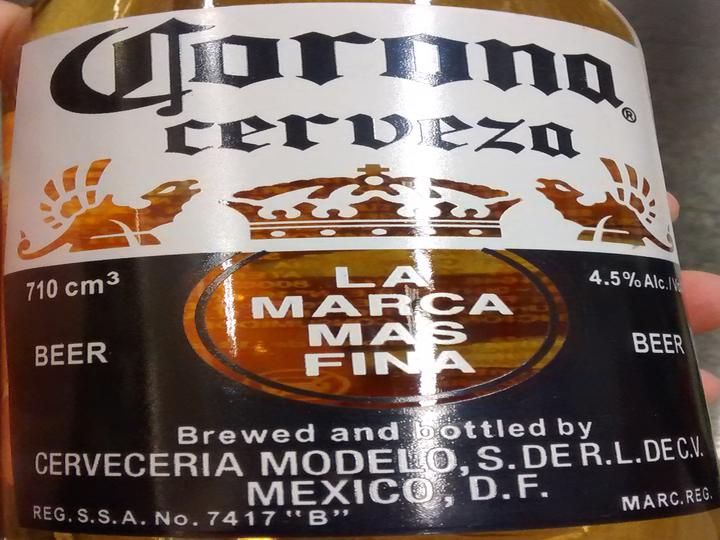 Corona®
cerveza
710 cm³
4.5% Alc./V
LA
MARCA
MAS
FINA
BEER
BEER
Brewed and bottled by
CERVECERIA MODELO, S. DE R.L. DE C.V.
MEXICO, D.F.
REG. S.S.A. No. 7417 "B"
MARC. REG.